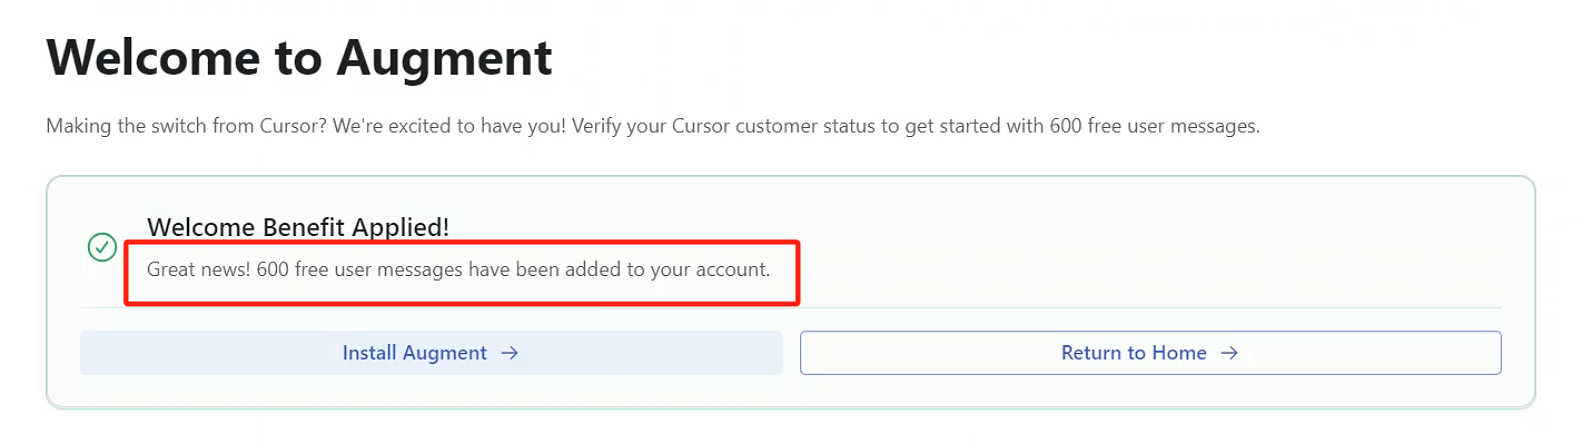 Welcome to Augment
Making the switch from Cursor? We're excited to have you! Verify your Cursor customer status to get started with 600 free user messages.
Welcome Benefit Applied!
Great news! 600 free user messages have been added to your account.
Install Augment →
Return to Home →